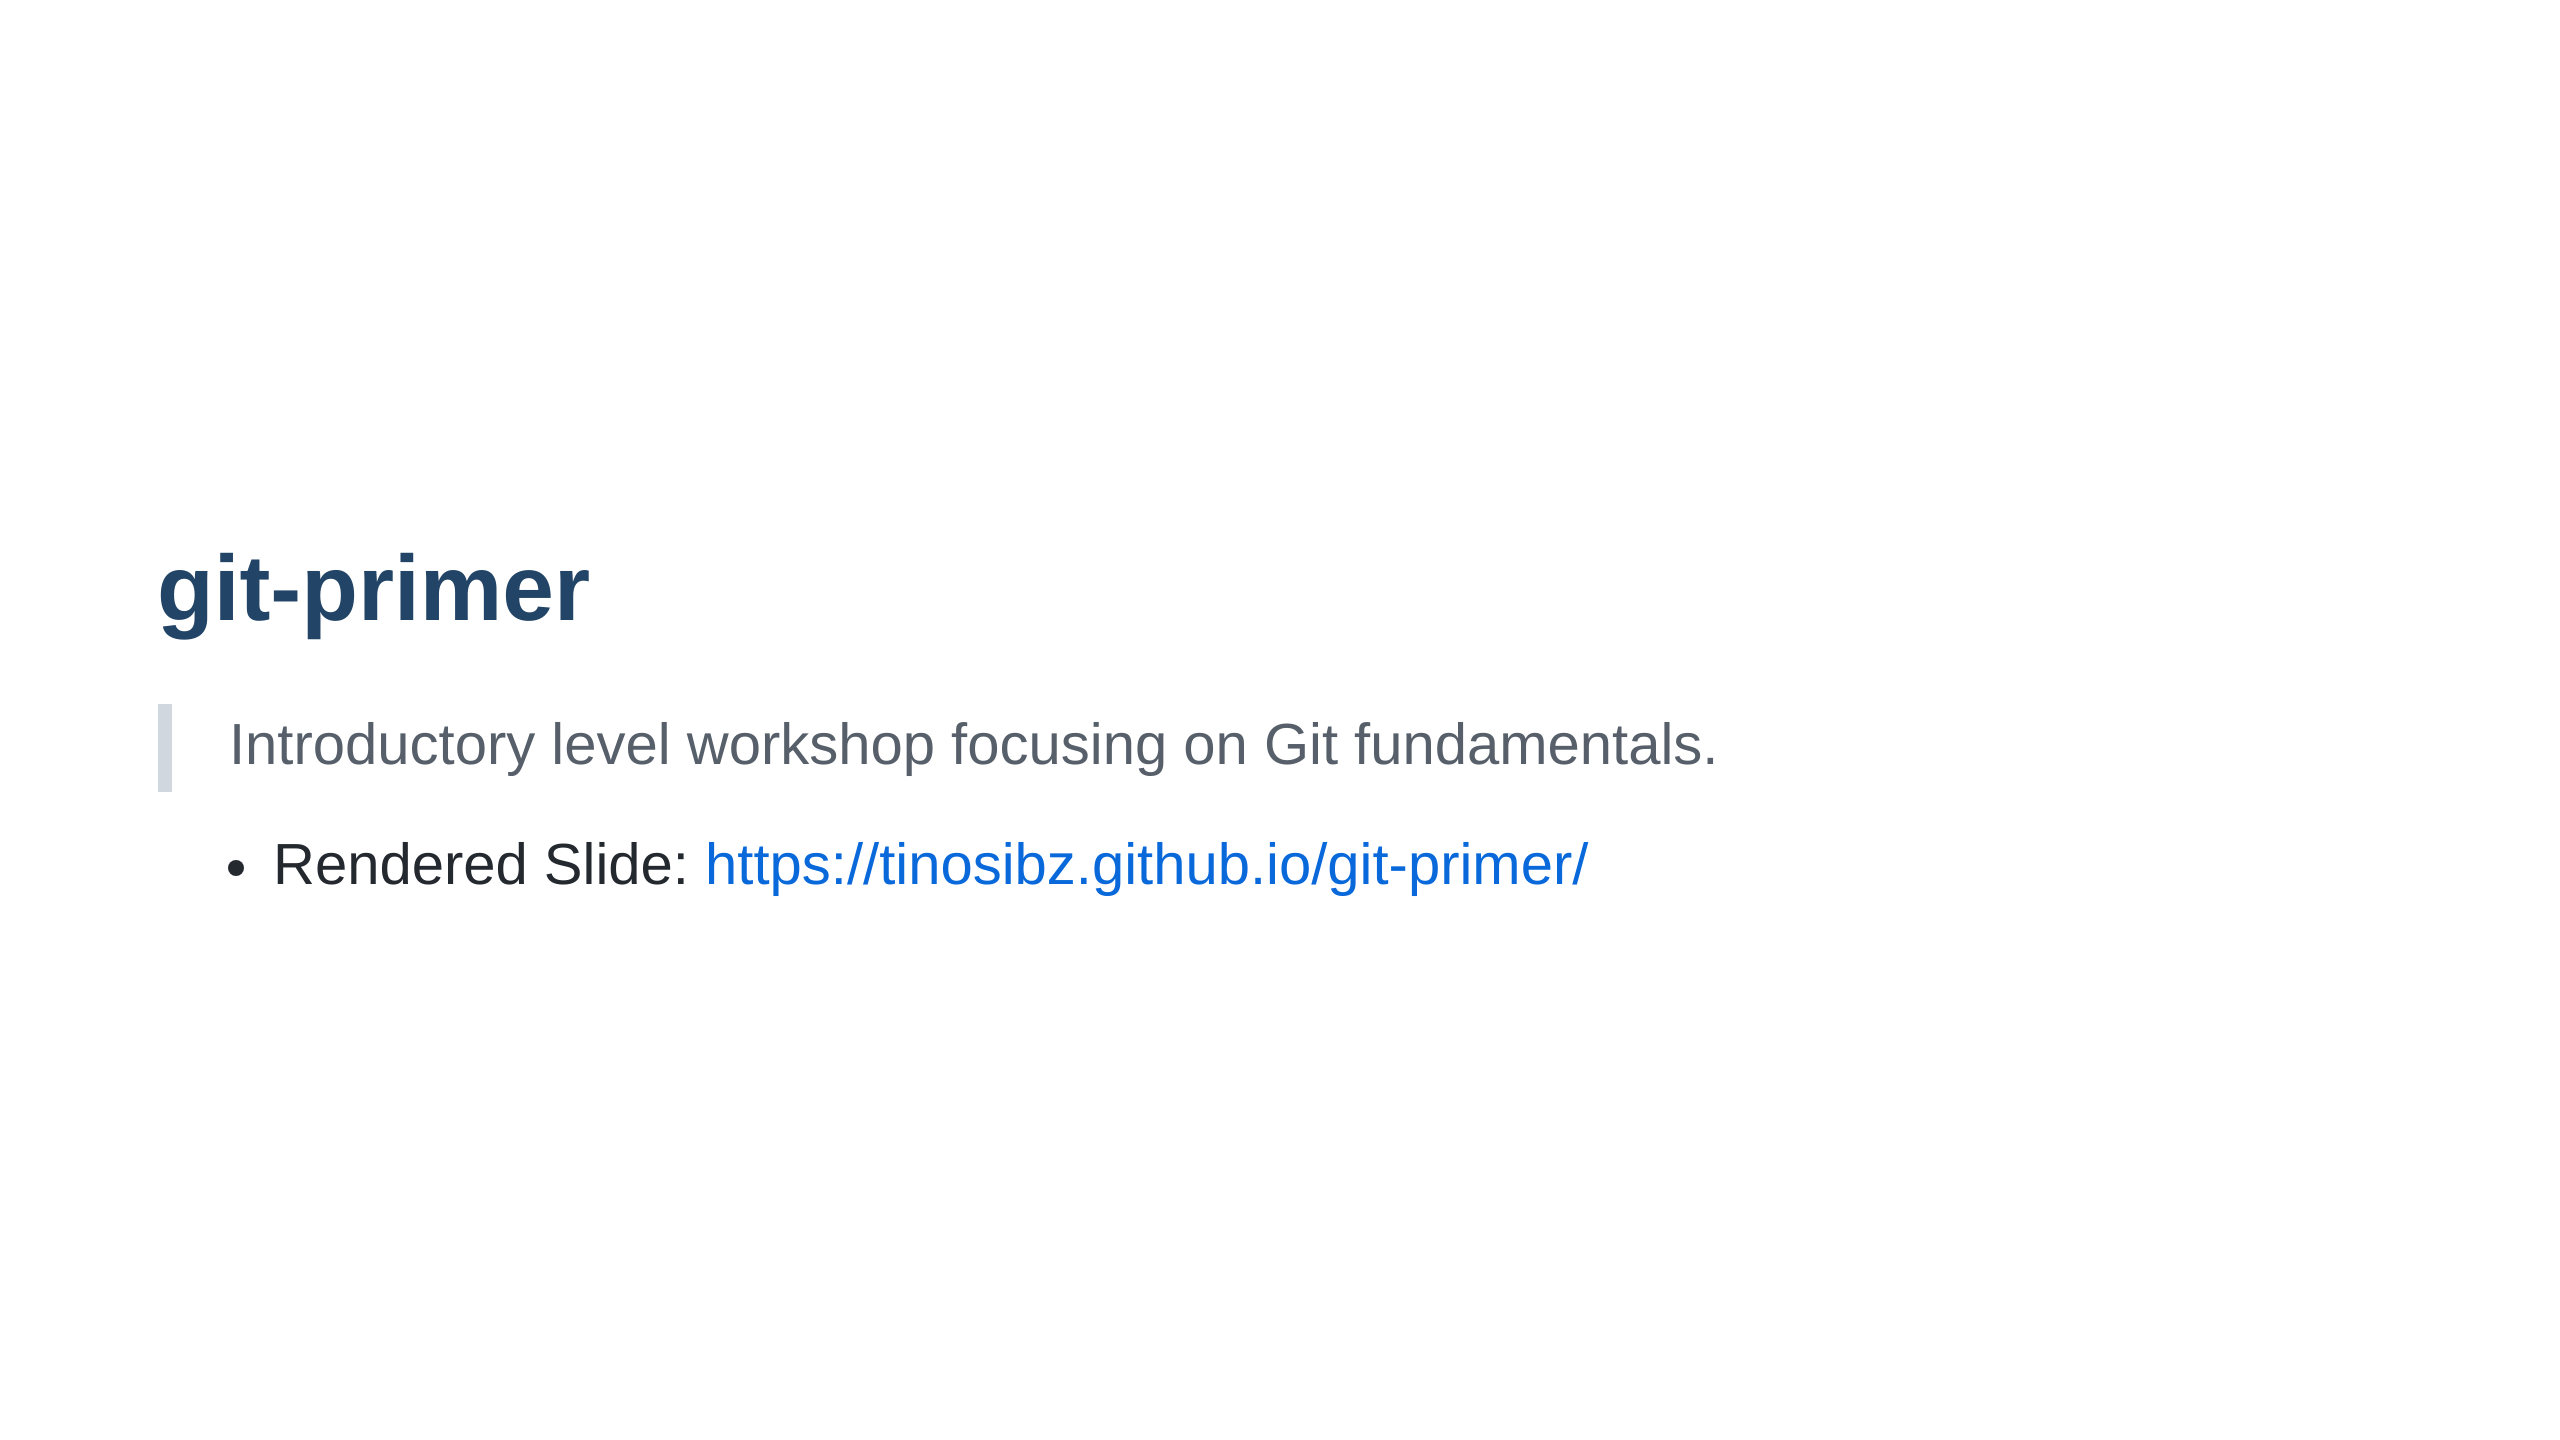 git-primer
Introductory level workshop focusing on Git fundamentals.
• Rendered Slide: https://tinosibz.github.io/git-primer/